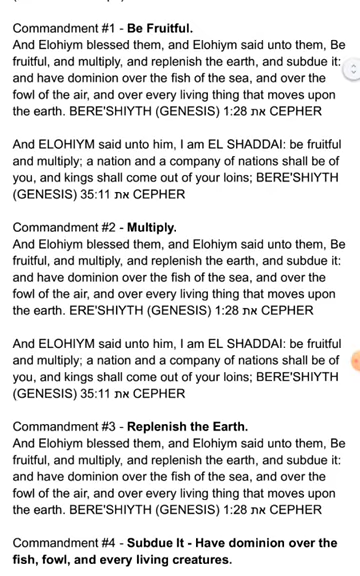 Commandment #1 - Be Fruitful.
And Elohiym blessed them, and Elohiym said unto them, Be
fruitful, and multiply, and replenish the earth, and subdue it:
and have dominion over the fish of the sea, and over the
fowl of the air, and over every living thing that moves upon
the earth. BERE'SHIYTH (GENESIS) 1:28 את CEPHER
And ELOHIYM said unto him, I am EL SHADDAI: be fruitful
and multiply; a nation and a company of nations shall be of
you, and kings shall come out of your loins; BERE'SHIYTH
(GENESIS) 35:11 את CEPHER
Commandment #2 - Multiply.
And Elohiym blessed them, and Elohiym said unto them, Be
fruitful, and multiply, and replenish the earth, and subdue it:
and have dominion over the fish of the sea, and over the
fowl of the air, and over every living thing that moves upon
the earth. ERE'SHIYTH (GENESIS) 1:28 את CEPHER
And ELOHIYM said unto him, I am EL SHADDAI: be fruitful
and multiply; a nation and a company of nations shall be of
you, and kings shall come out of your loins; BERE'SHIYTH
(GENESIS) 35:11 את CEPHER
Commandment #3 - Replenish the Earth.
And Elohiym blessed them, and Elohiym said unto them, Be
fruitful, and multiply, and replenish the earth, and subdue it:
and have dominion over the fish of the sea, and over the
fowl of the air, and over every living thing that moves upon
the earth. BERE'SHIYTH (GENESIS) 1:28 את CEPHER
Commandment #4 - Subdue It - Have dominion over the
fish, fowl, and every living creatures.